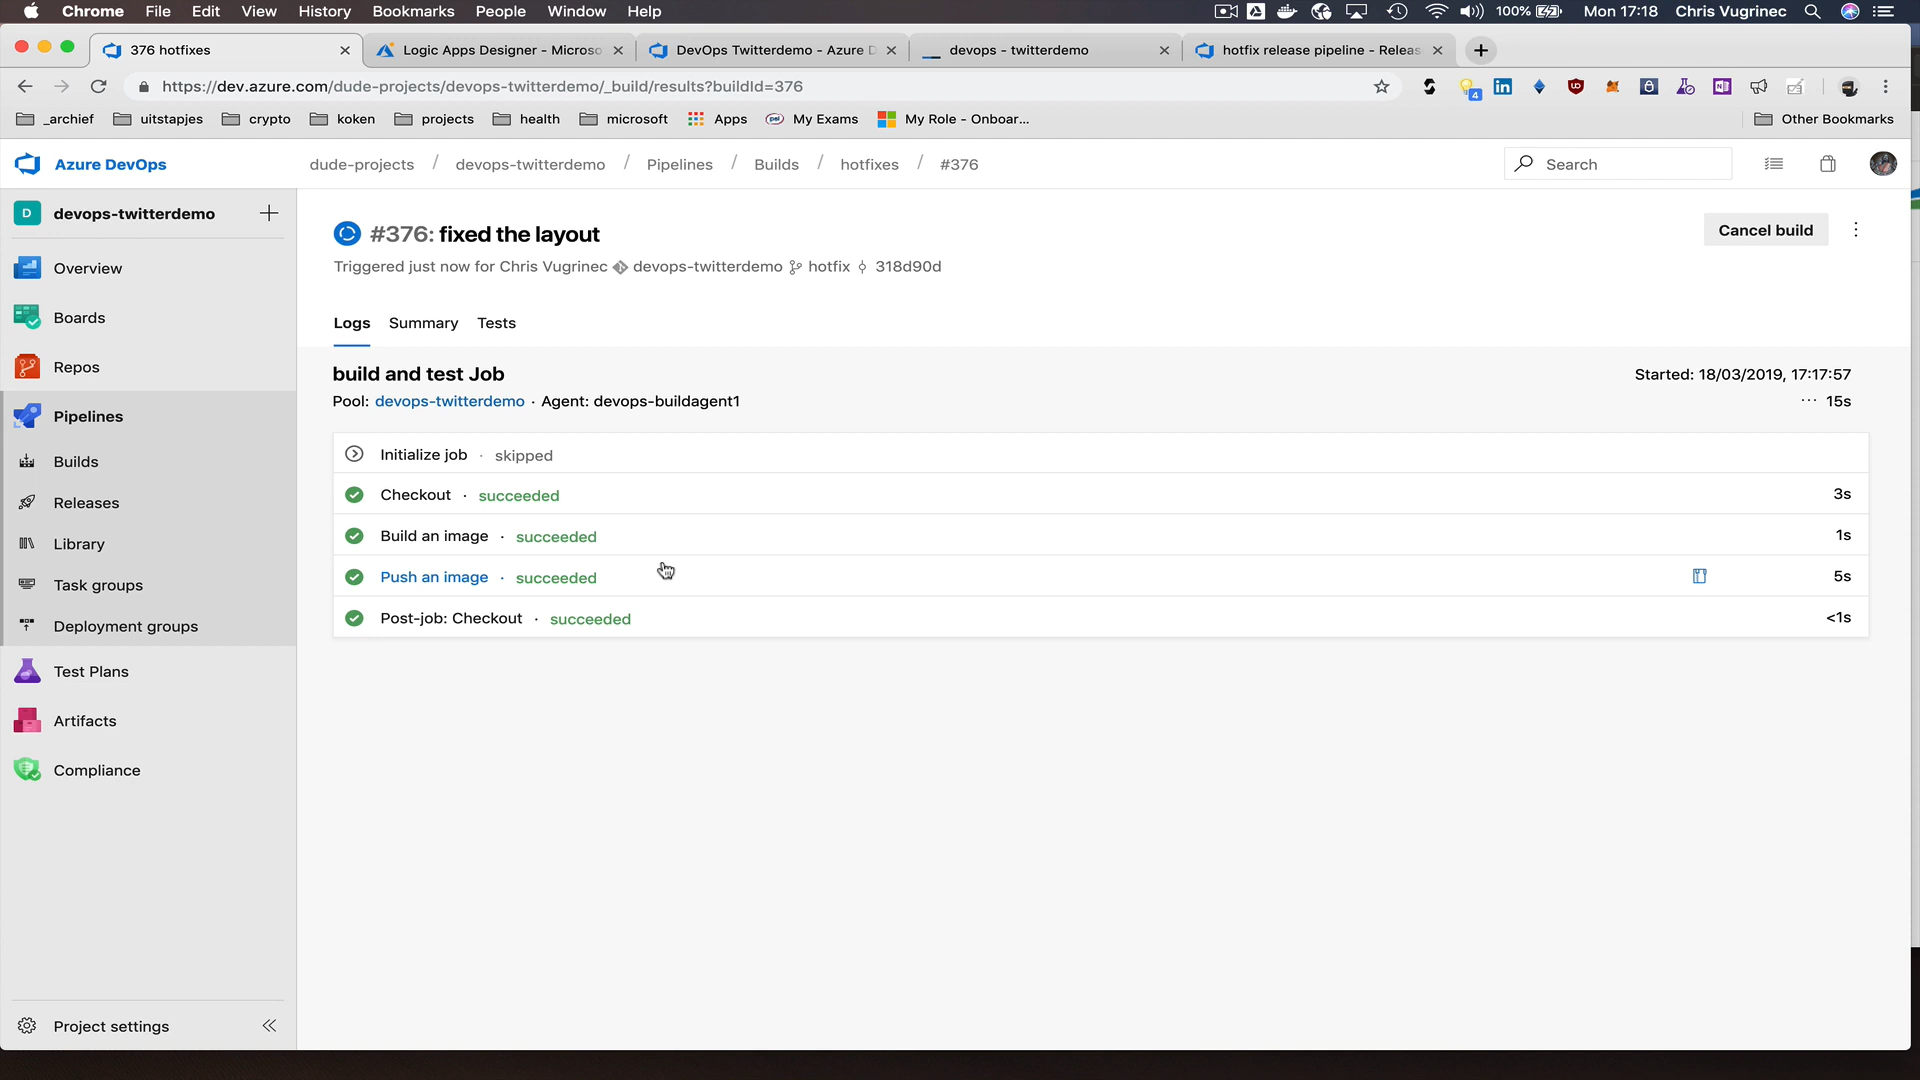 Chrome File Edit View History Bookmarks People Window Help 100% Mon 17:18 Chris Vugrinec
376 hotfixes Logic Apps Designer - Microso DevOps Twitterdemo - Azure D devops - twitterdemo hotfix release pipeline - Releas
https://dev.azure.com/dude-projects/devops-twitterdemo/_build/results?buildId=376 4
_archief uitstapjes crypto koken projects health microsoft Apps My Exams My Role - Onboar... Other Bookmarks
Azure DevOps dude-projects / devops-twitterdemo / Pipelines / Builds / hotfixes / #376 Search
D devops-twitterdemo
Overview
Boards
Repos
Pipelines
Builds
Releases
Library
Task groups
Deployment groups
Test Plans
Artifacts
Compliance
Project settings
#376: fixed the layout Cancel build
Triggered just now for Chris Vugrinec devops-twitterdemo hotfix 318d90d
Logs Summary Tests
build and test Job Started: 18/03/2019, 17:17:57
Pool: devops-twitterdemo · Agent: devops-buildagent1 ··· 15s
Initialize job · skipped
Checkout · succeeded 3s
Build an image · succeeded 1s
Push an image · succeeded 5s
Post-job: Checkout · succeeded <1s